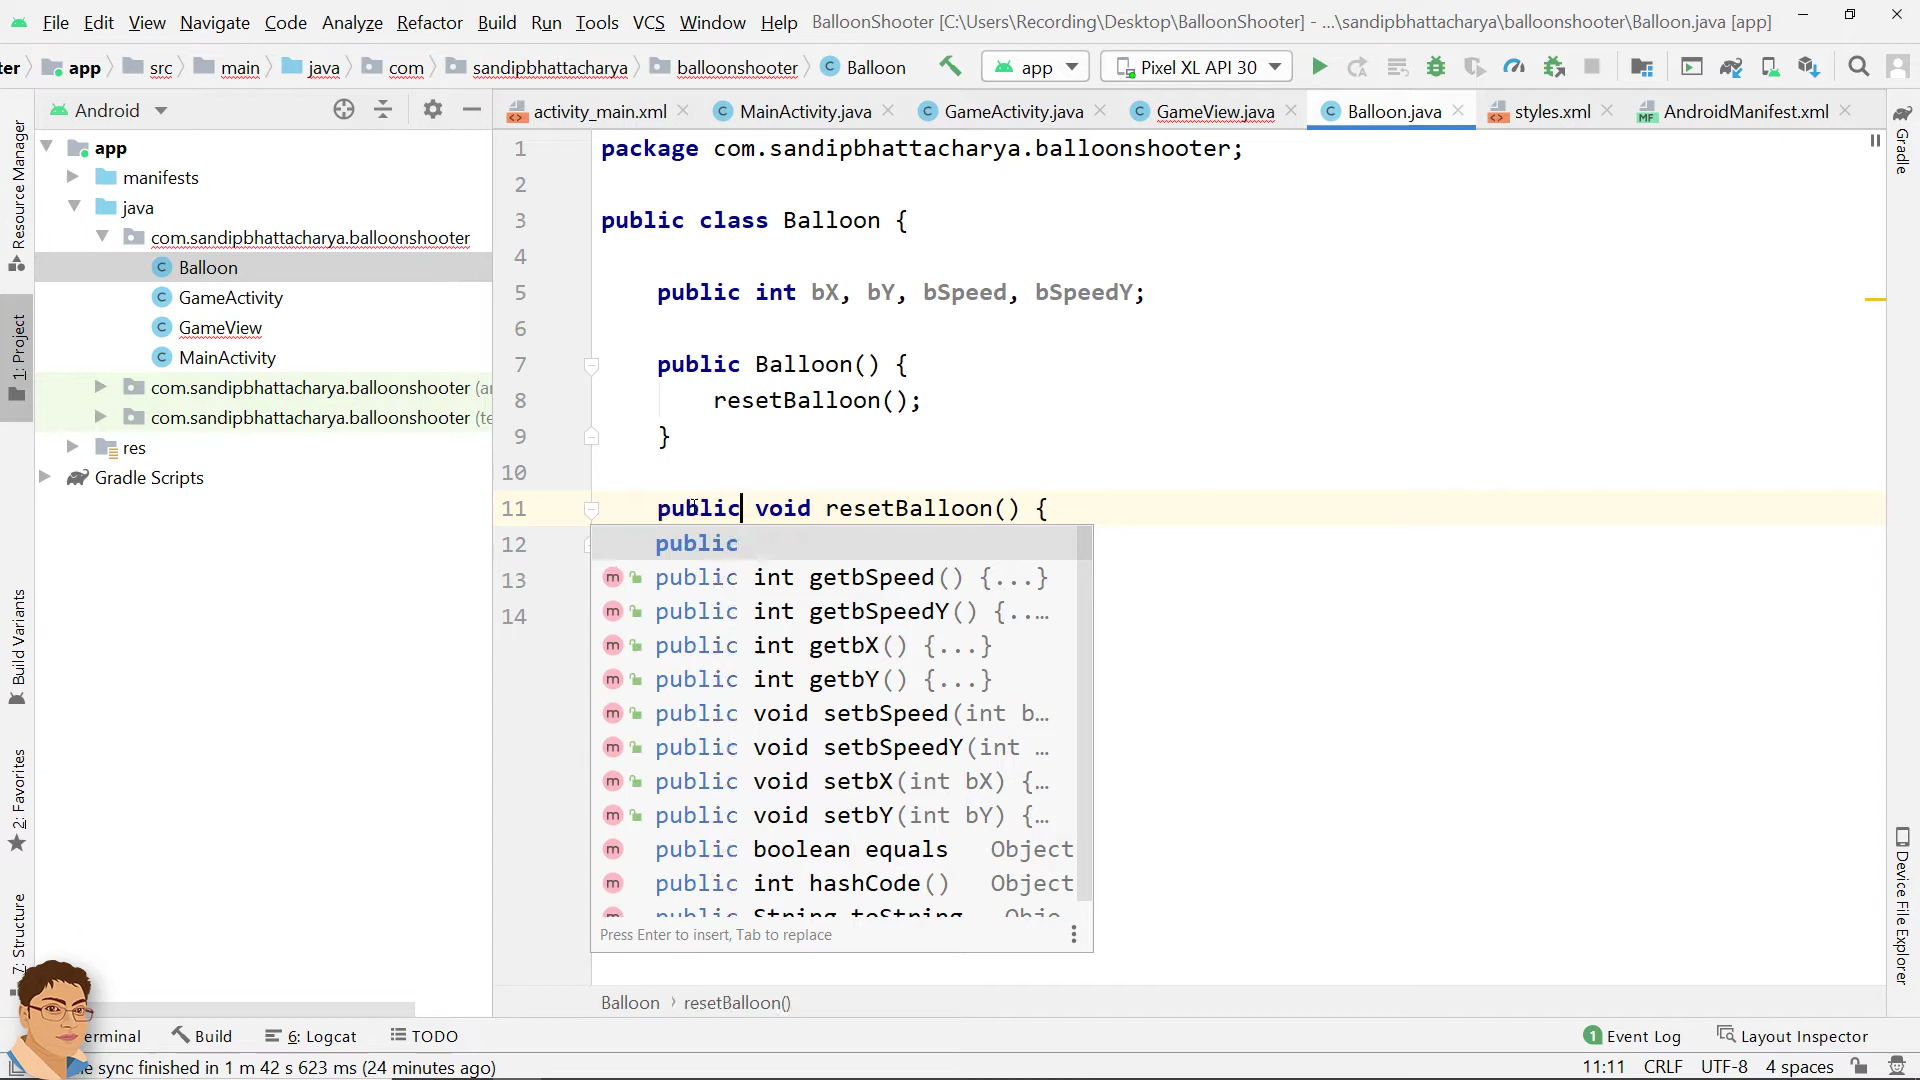 File Edit View Navigate Code Analyze Refactor Build Run Tools VCS Window Help BalloonShooter [C:\Users\Recording\Desktop\BalloonShooter] - ...\sandipbhattacharya\balloonshooter\Balloon.java [app]
ter app src main java com sandipbhattacharya balloonshooter Balloon app Pixel XL API 30
Android activity_main.xml MainActivity.java GameActivity.java GameView.java Balloon.java styles.xml AndroidManifest.xml
app
manifests
java
com.sandipbhattacharya.balloonshooter
Balloon
GameActivity
GameView
MainActivity
com.sandipbhattacharya.balloonshooter (ar
com.sandipbhattacharya.balloonshooter (te
res
Gradle Scripts
1 package com.sandipbhattacharya.balloonshooter;
2
3 public class Balloon {
4
5 public int bX, bY, bSpeed, bSpeedY;
6
7 public Balloon() {
8 resetBalloon();
9 }
10
11 public void resetBalloon() {
12
13
14
public
m public int getbSpeed() {...}
m public int getbSpeedY() {..…
m public int getbX() {...}
m public int getbY() {...}
m public void setbSpeed(int b…
m public void setbSpeedY(int …
m public void setbX(int bX) {…
m public void setbY(int bY) {…
m public boolean equals Object
m public int hashCode() Object
public String toString Obje
Press Enter to insert, Tab to replace
Balloon › resetBalloon()
Resource Manager
1: Project
Build Variants
2: Favorites
7: Structure
Gradle
Device File Explorer
erminal Build 6: Logcat TODO 1 Event Log Layout Inspector
le sync finished in 1 m 42 s 623 ms (24 minutes ago) 11:11 CRLF UTF-8 4 spaces